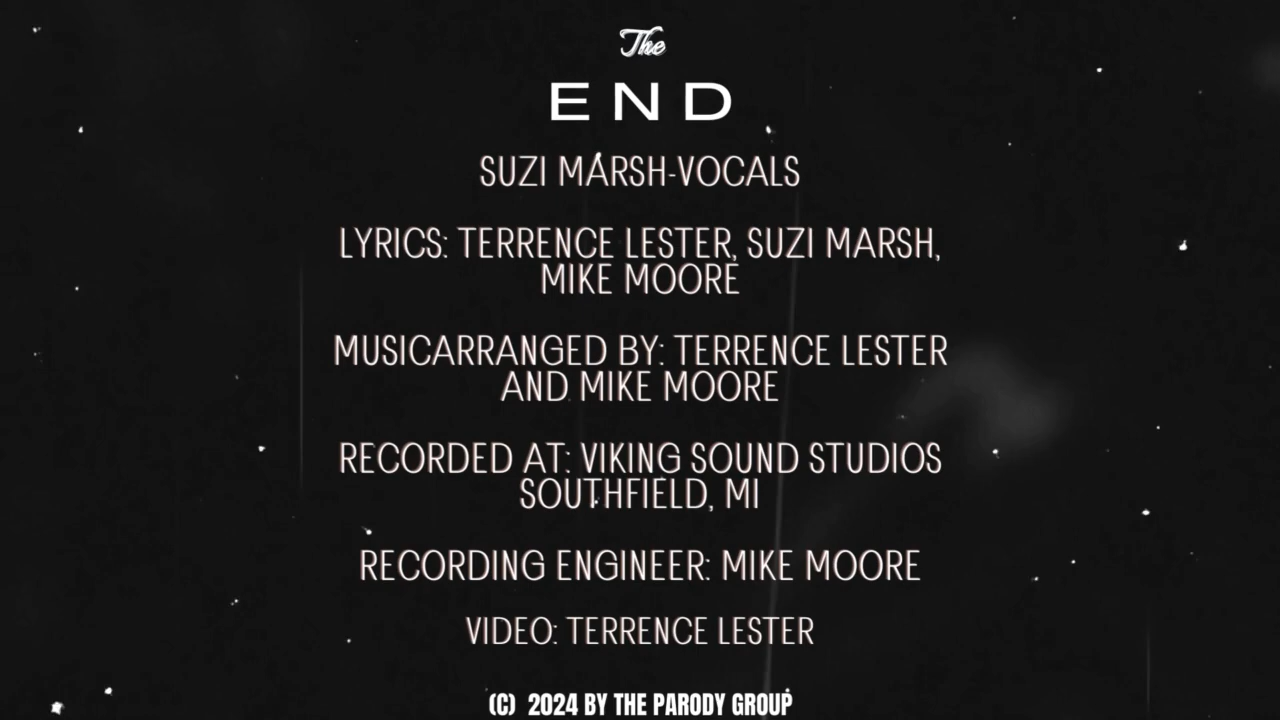 The
END
SUZI MARSH-VOCALS
LYRICS: TERRENCE LESTER, SUZI MARSH,
MIKE MOORE
MUSICARRANGED BY: TERRENCE LESTER
AND MIKE MOORE
RECORDED AT: VIKING SOUND STUDIOS
SOUTHFIELD, MI
RECORDING ENGINEER: MIKE MOORE
VIDEO: TERRENCE LESTER
(C) 2024 BY THE PARODY GROUP